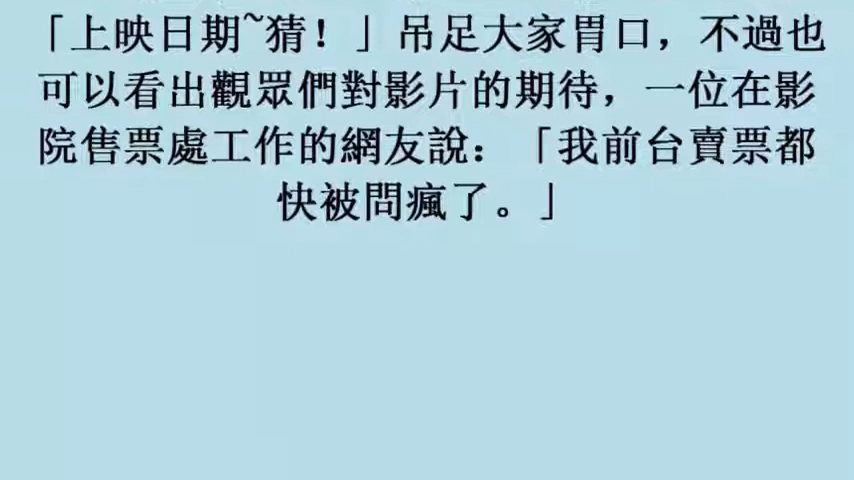 「上映日期~猜！」吊足大家胃口，不過也
可以看出觀眾們對影片的期待，一位在影
院售票處工作的網友說：「我前台賣票都
快被問瘋了。」